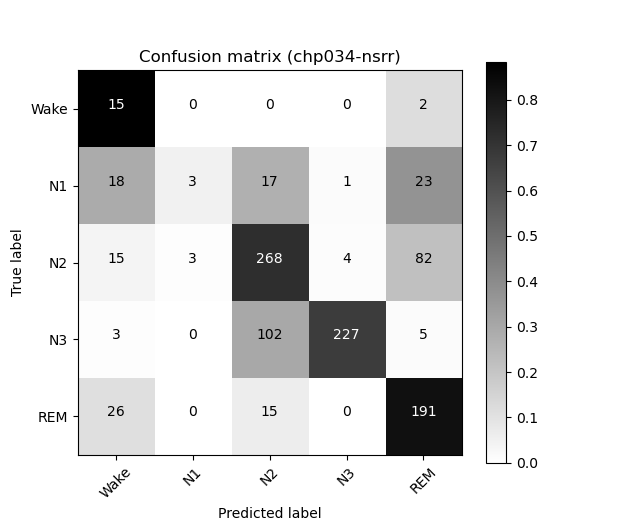 Confusion matrix (chp034-nsrr)
Wake 15 0 0 0 2
N1 18 3 17 1 23
N2 15 3 268 4 82
N3 3 0 102 227 5
REM 26 0 15 0 191
Wake N1 N2 N3 REM
Predicted label
True label
0.8
0.7
0.6
0.5
0.4
0.3
0.2
0.1
0.0